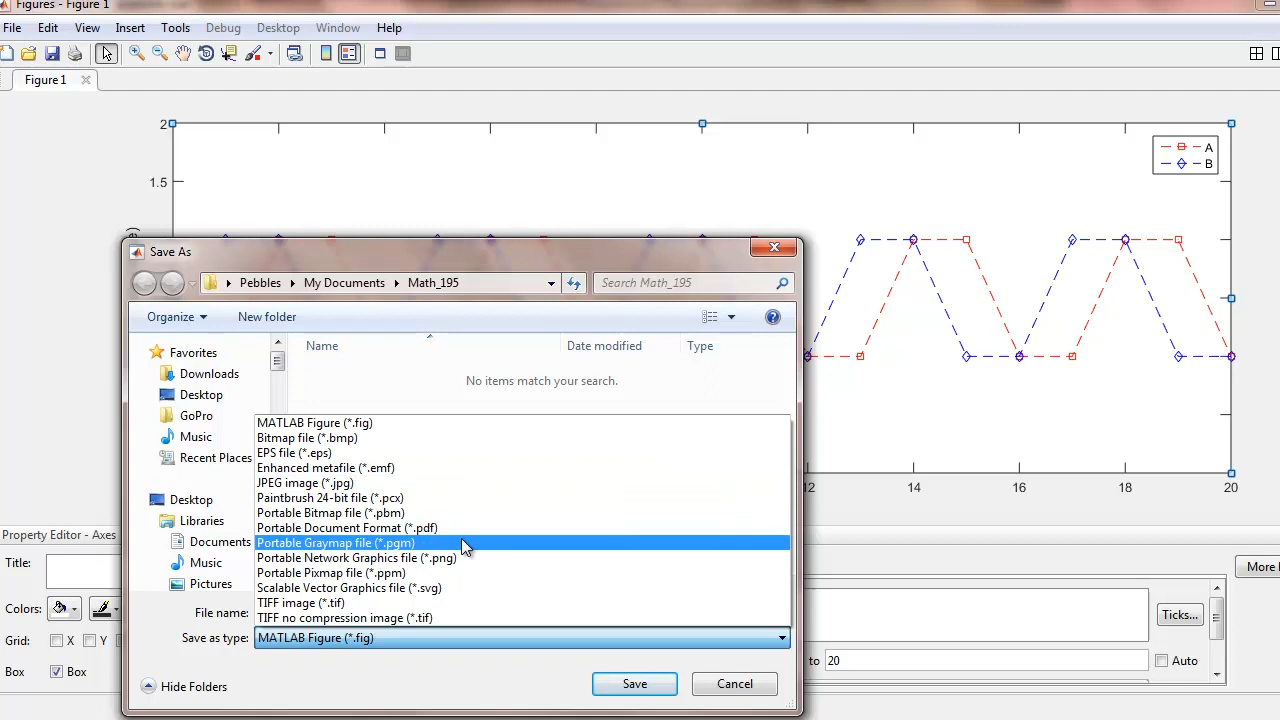 Figures - Figure 1
File Edit View Insert Tools Debug Desktop Window Help
Figure 1
2
1.5
A
B
12 14 16 18 20
Save As
Pebbles My Documents Math_195 Search Math_195
Organize New folder
Name Date modified Type
No items match your search.
Favorites
Downloads
Desktop
GoPro
Music
Recent Places
Desktop
Libraries
Documents
Music
Pictures
MATLAB Figure (*.fig)
Bitmap file (*.bmp)
EPS file (*.eps)
Enhanced metafile (*.emf)
JPEG image (*.jpg)
Paintbrush 24-bit file (*.pcx)
Portable Bitmap file (*.pbm)
Portable Document Format (*.pdf)
Portable Graymap file (*.pgm)
Portable Network Graphics file (*.png)
Portable Pixmap file (*.ppm)
Scalable Vector Graphics file (*.svg)
TIFF image (*.tif)
TIFF no compression image (*.tif)
File name:
Save as type: MATLAB Figure (*.fig)
Hide Folders Save Cancel
Property Editor - Axes
Title:
Colors:
Grid: X Y
Box: Box
More
Ticks...
to 20 Auto